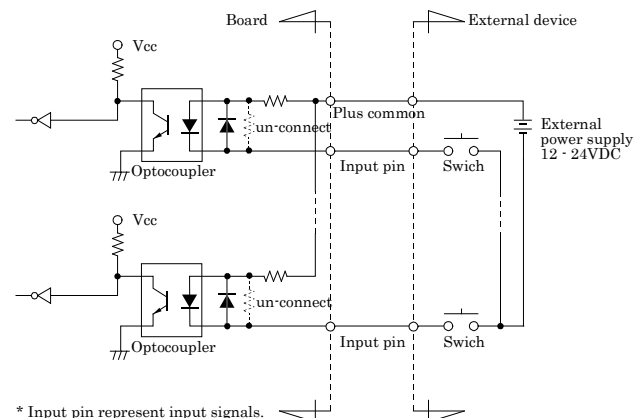 Board
External device
Vcc
Plus common
un-connect
External
power supply
12 - 24VDC
Input pin
Swich
Optocoupler
Vcc
un-connect
Input pin
Swich
Optocoupler
* Input pin represent input signals.